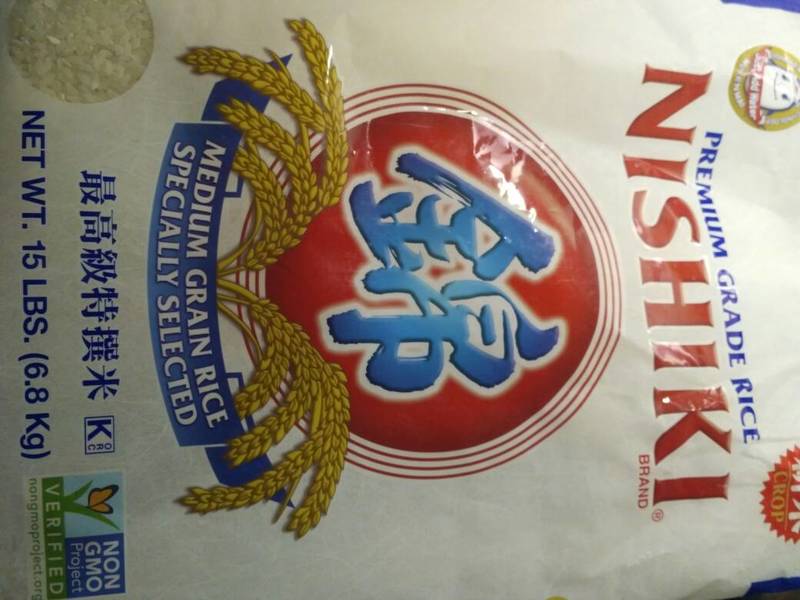 PREMIUM GRADE RICE
NISHIKI
BRAND®
CROP
錦
MEDIUM GRAIN RICE
SPECIALLY SELECTED
最高級特撰米
K
ORC
NET WT. 15 LBS. (6.8 Kg)
NON
GMO
Project
VERIFIED
nongmoproject.org